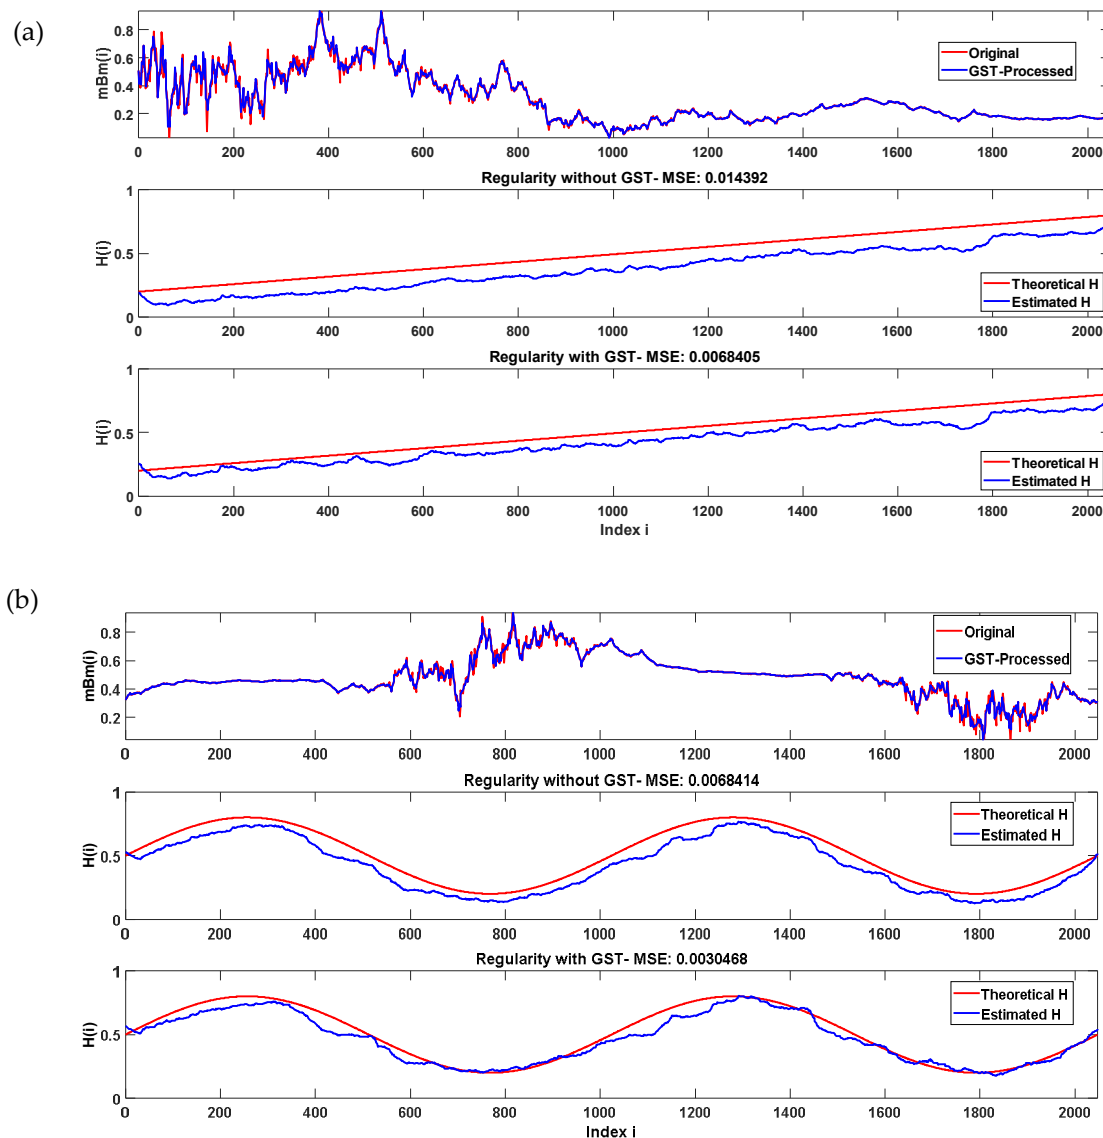 (a)
mBm(i)
0.8
0.6
0.4
0.2
Original
GST-Processed
0 200 400 600 800 1000 1200 1400 1600 1800 2000
Regularity without GST- MSE: 0.014392
H(i)
1
0.5
0
Theoretical H
Estimated H
0 200 400 600 800 1000 1200 1400 1600 1800 2000
Regularity with GST- MSE: 0.0068405
H(i)
1
0.5
0
Theoretical H
Estimated H
0 200 400 600 800 1000 1200 1400 1600 1800 2000
Index i
(b)
mBm(i)
0.8
0.6
0.4
0.2
Original
GST-Processed
0 200 400 600 800 1000 1200 1400 1600 1800 2000
Regularity without GST- MSE: 0.0068414
H(i)
1
0.5
0
Theoretical H
Estimated H
0 200 400 600 800 1000 1200 1400 1600 1800 2000
Regularity with GST- MSE: 0.0030468
H(i)
1
0.5
0
Theoretical H
Estimated H
0 200 400 600 800 1000 1200 1400 1600 1800 2000
Index i